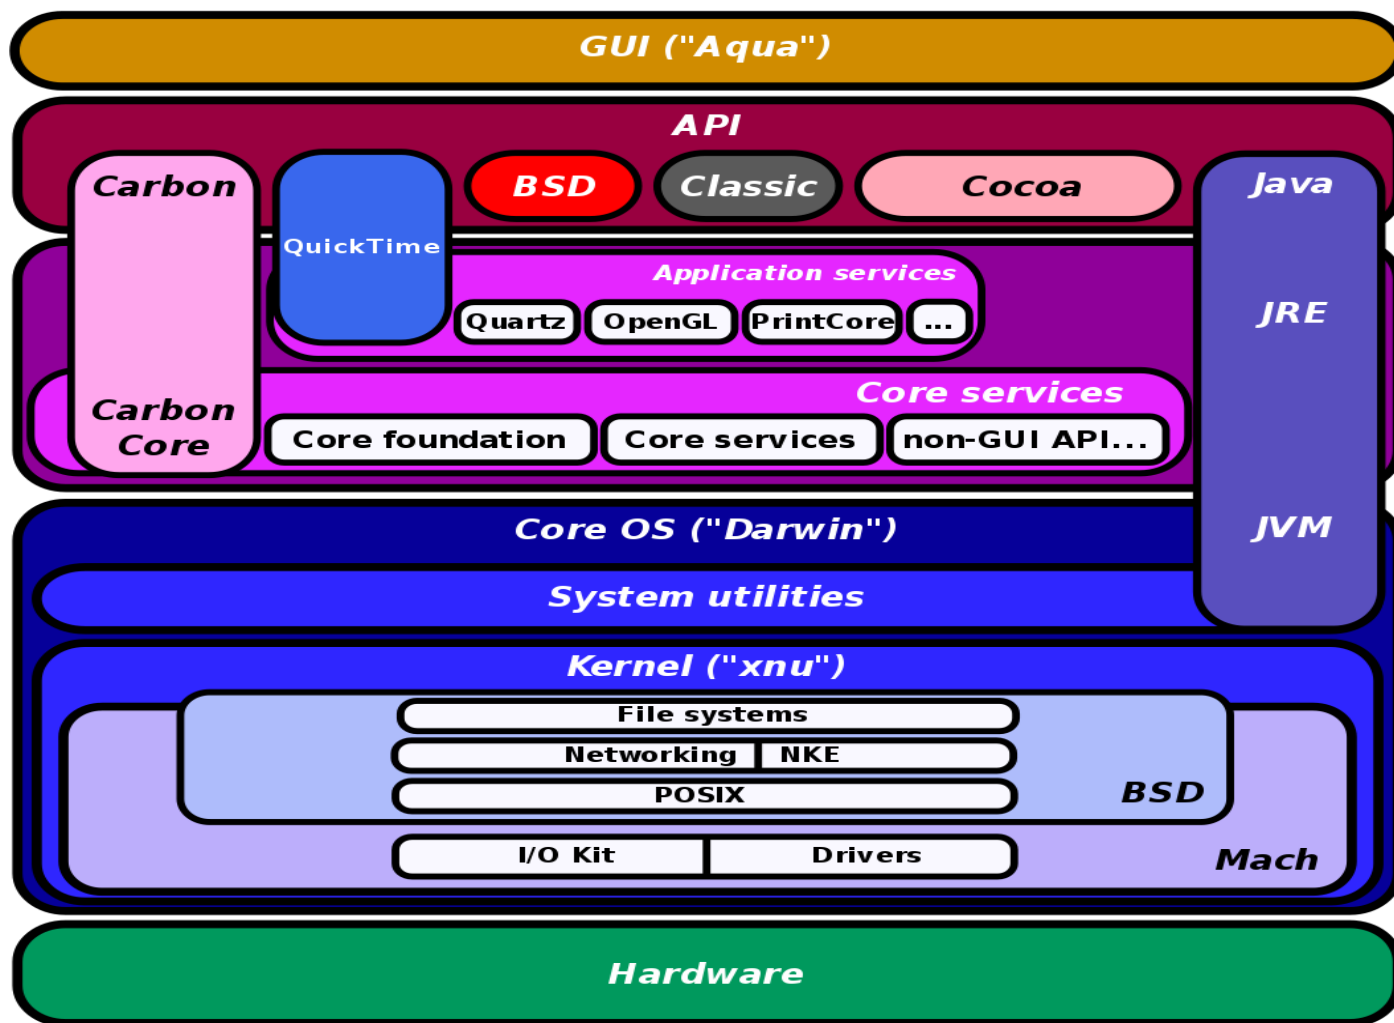 GUI ("Aqua")
API
Carbon
QuickTime
BSD
Classic
Cocoa
Java
Application services
Quartz
OpenGL
PrintCore
...
JRE
Carbon
Core
Core services
Core foundation
Core services
non-GUI API...
Core OS ("Darwin")
JVM
System utilities
Kernel ("xnu")
File systems
Networking
NKE
POSIX
BSD
I/O Kit
Drivers
Mach
Hardware